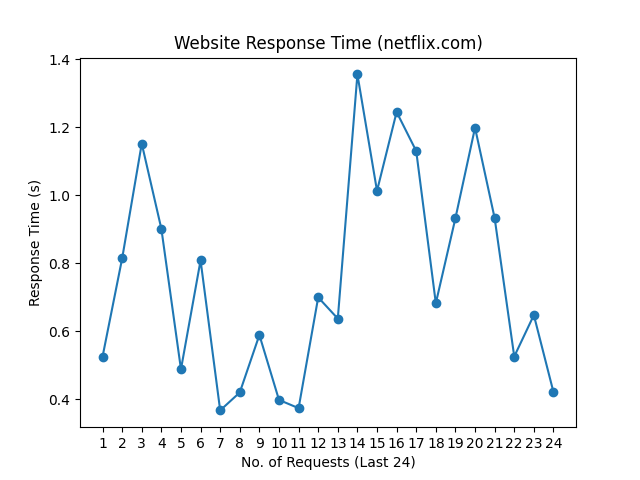 Website Response Time (netflix.com)
Response Time (s)
1.4
1.2
1.0
0.8
0.6
0.4
1 2 3 4 5 6 7 8 9 10 11 12 13 14 15 16 17 18 19 20 21 22 23 24
No. of Requests (Last 24)